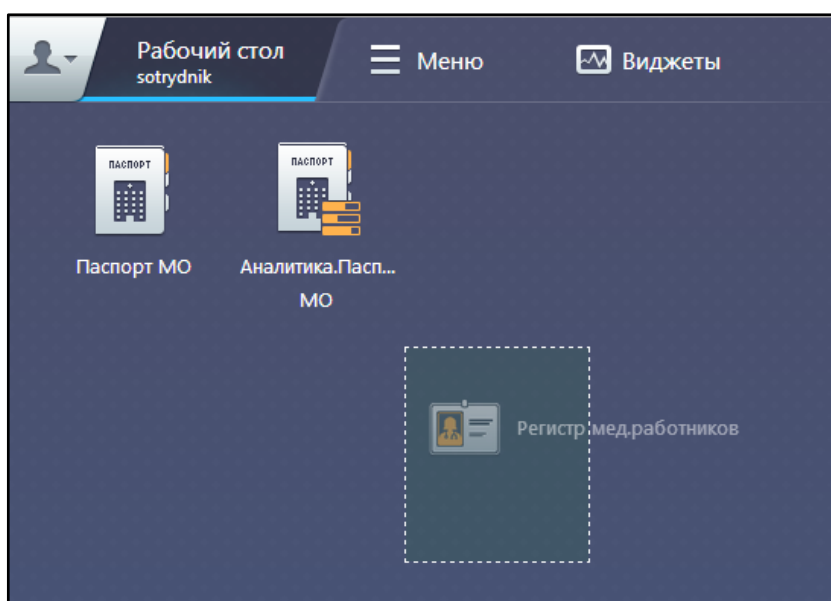 Рабочий стол
sotrydnik
Меню
Виджеты
ПАСПОРТ
ПАСПОРТ
Паспорт МО
Аналитика.Пасп...
МО
Регистр мед.работников